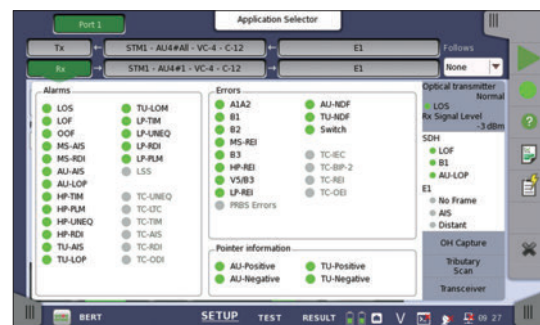 Port 1
Application Selector
Tx
STM1 - AU4#All - VC-4 - C-12
E1
Follows
Rx
STM1 - AU4#1 - VC-4 - C-12
E1
None
Alarms
LOS
LOF
OOF
MS-AIS
MS-RDI
AU-AIS
AU-LOP
HP-TIM
HP-PLM
HP-UNEQ
HP-RDI
TU-AIS
TU-LOP
TU-LOM
LP-TIM
LP-UNEQ
LP-RDI
LP-PLM
LSS
TC-UNEQ
TC-LTC
TC-TIM
TC-AIS
TC-RDI
TC-ODI
Errors
A1A2
B1
B2
MS-REI
B3
HP-REI
V5/B3
LP-REI
PRBS Errors
AU-NDF
TU-NDF
Switch
TC-IEC
TC-BIP-2
TC-REI
TC-OEI
Pointer information
AU-Positive
AU-Negative
TU-Positive
TU-Negative
Optical transmitter
Normal
LOS
Rx Signal Level
-3 dBm
SDH
LOF
B1
AU-LOP
E1
No Frame
AIS
Distant
OH Capture
Tributary
Scan
Transceiver
BERT
SETUP
TEST
RESULT
09 27